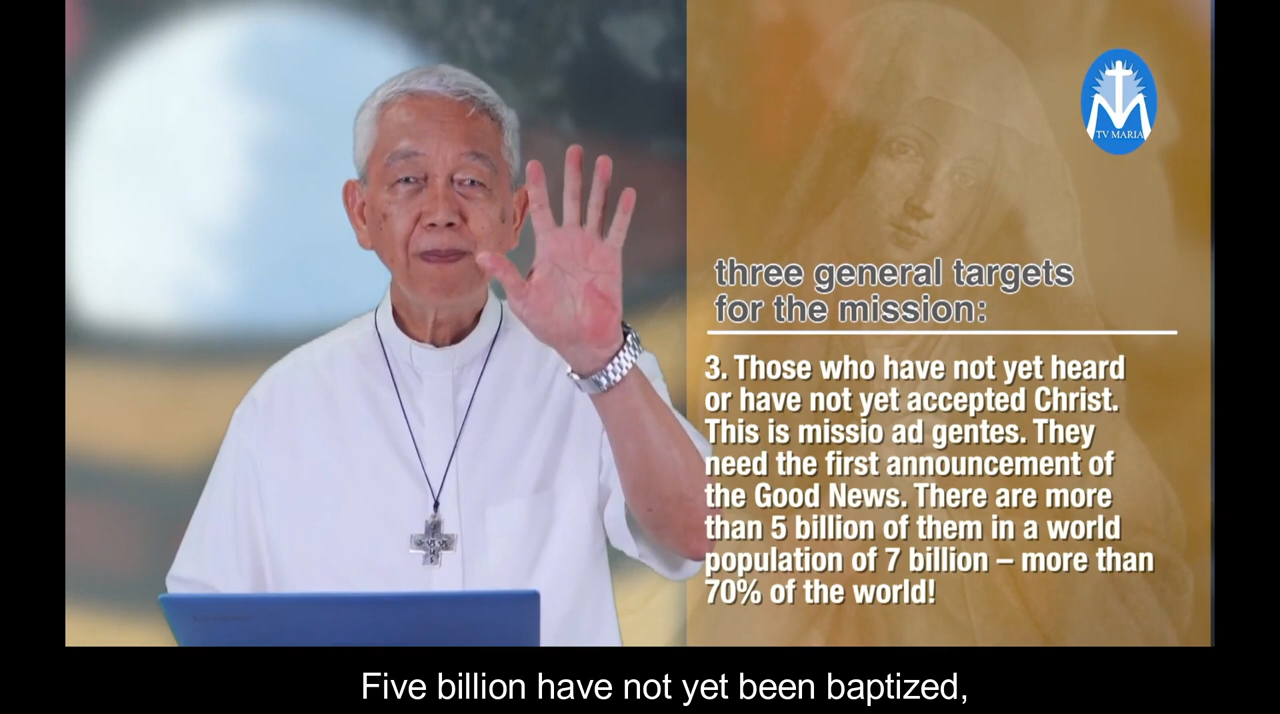 TV MARIA
three general targets
for the mission:
3. Those who have not yet heard
or have not yet accepted Christ.
This is missio ad gentes. They
need the first announcement of
the Good News. There are more
than 5 billion of them in a world
population of 7 billion – more than
70% of the world!
Five billion have not yet been baptized,